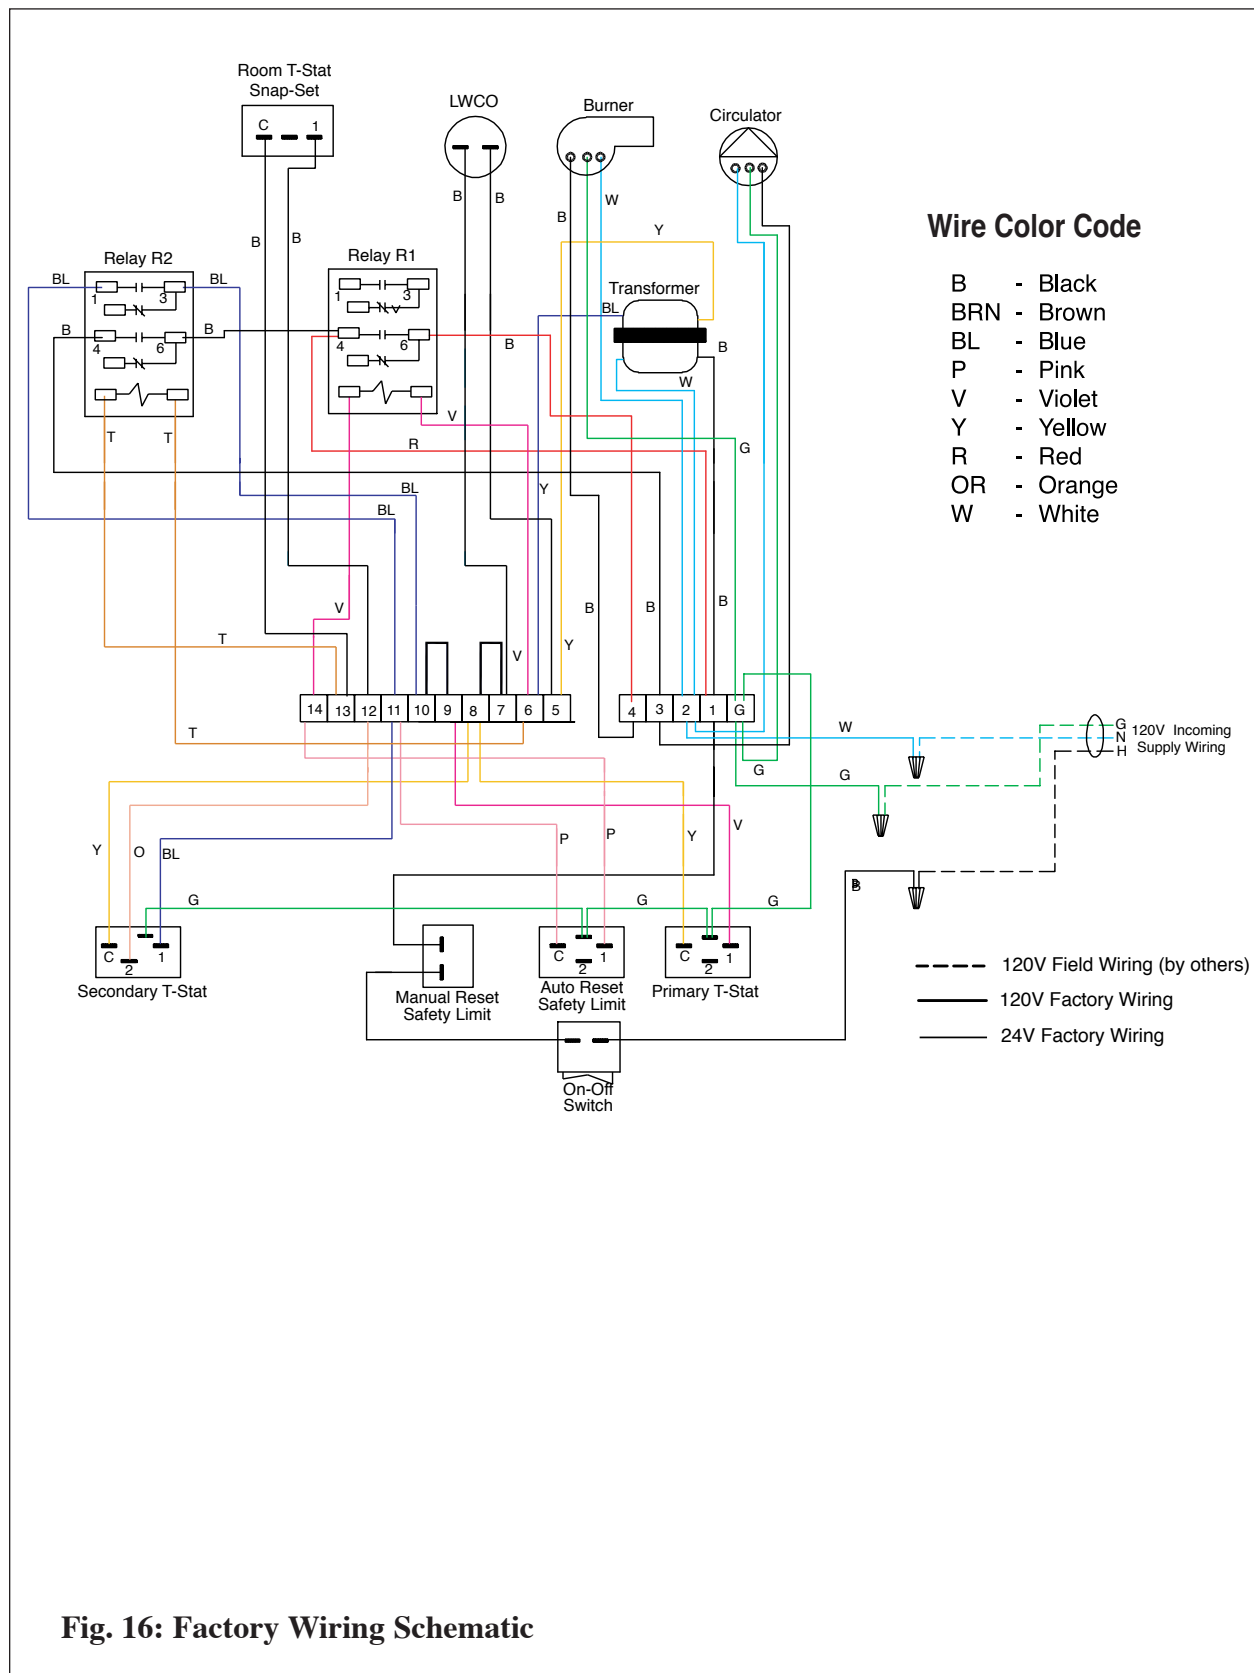 Room T-Stat
Snap-Set
C 1
LWCO
Burner
Circulator
B B
B
W
Y
B B
Wire Color Code
B - Black
BRN - Brown
BL - Blue
P - Pink
V - Violet
Y - Yellow
R - Red
OR - Orange
W - White
Relay R2
BL 1 3 BL
B 4 6 B
T T
Relay R1
1 3
4 6 B
V
R
Transformer
BL
B
W
G
BL
BL
Y
B B B
V
T
V Y
14 13 12 11 10 9 8 7 6 5
4 3 2 1 G
T
W
G
G
G
N
H
120V Incoming
Supply Wiring
Y O BL
P P Y V
B
B
G G G
C 2 1
Secondary T-Stat
Manual Reset
Safety Limit
C 2 1
Auto Reset
Safety Limit
C 2 1
Primary T-Stat
On-Off
Switch
120V Field Wiring (by others)
120V Factory Wiring
24V Factory Wiring
Fig. 16: Factory Wiring Schematic